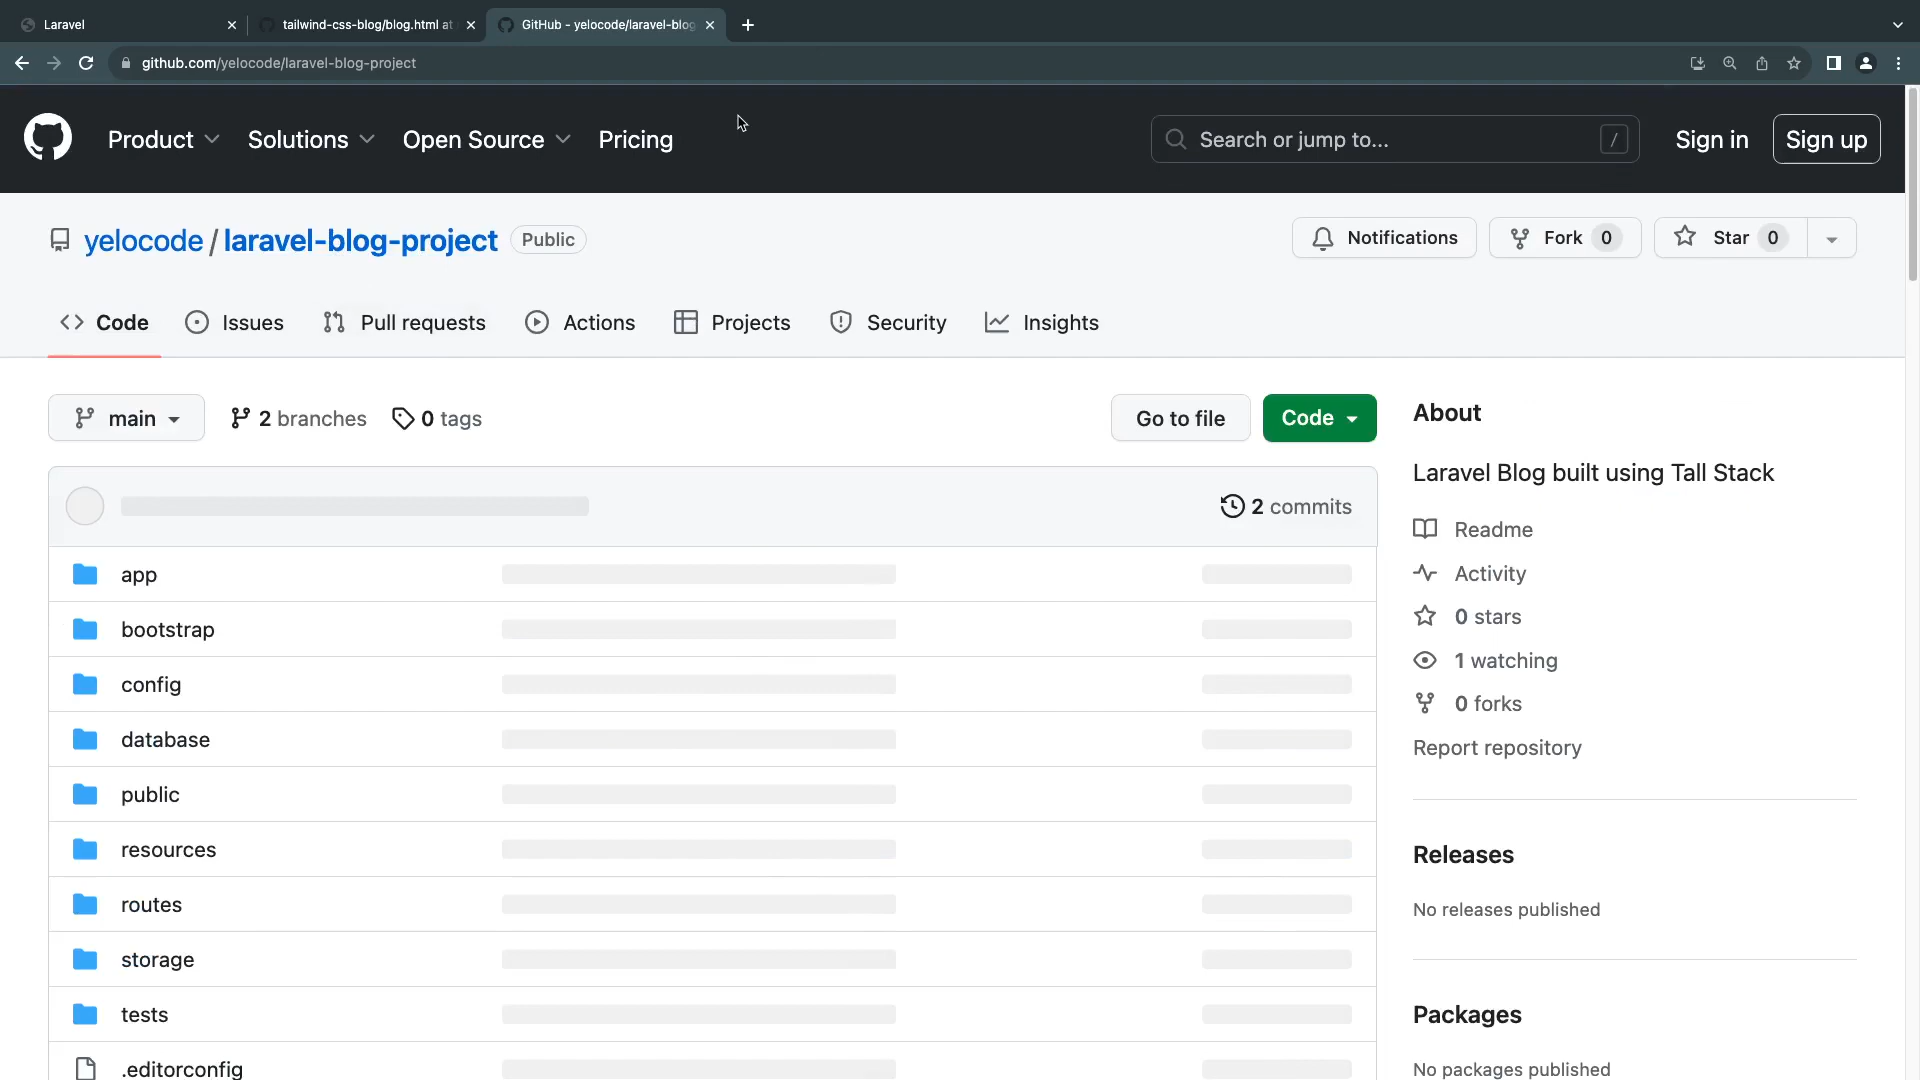 Laravel
tailwind-css-blog/blog.html at
GitHub - yelocode/laravel-blog
github.com/yelocode/laravel-blog-project
Product
Solutions
Open Source
Pricing
Search or jump to...
/
Sign in
Sign up
yelocode / laravel-blog-project
Public
Notifications
Fork 0
Star 0
Code
Issues
Pull requests
Actions
Projects
Security
Insights
main
2 branches
0 tags
Go to file
Code
2 commits
app
bootstrap
config
database
public
resources
routes
storage
tests
.editorconfig
About
Laravel Blog built using Tall Stack
Readme
Activity
0 stars
1 watching
0 forks
Report repository
Releases
No releases published
Packages
No packages published